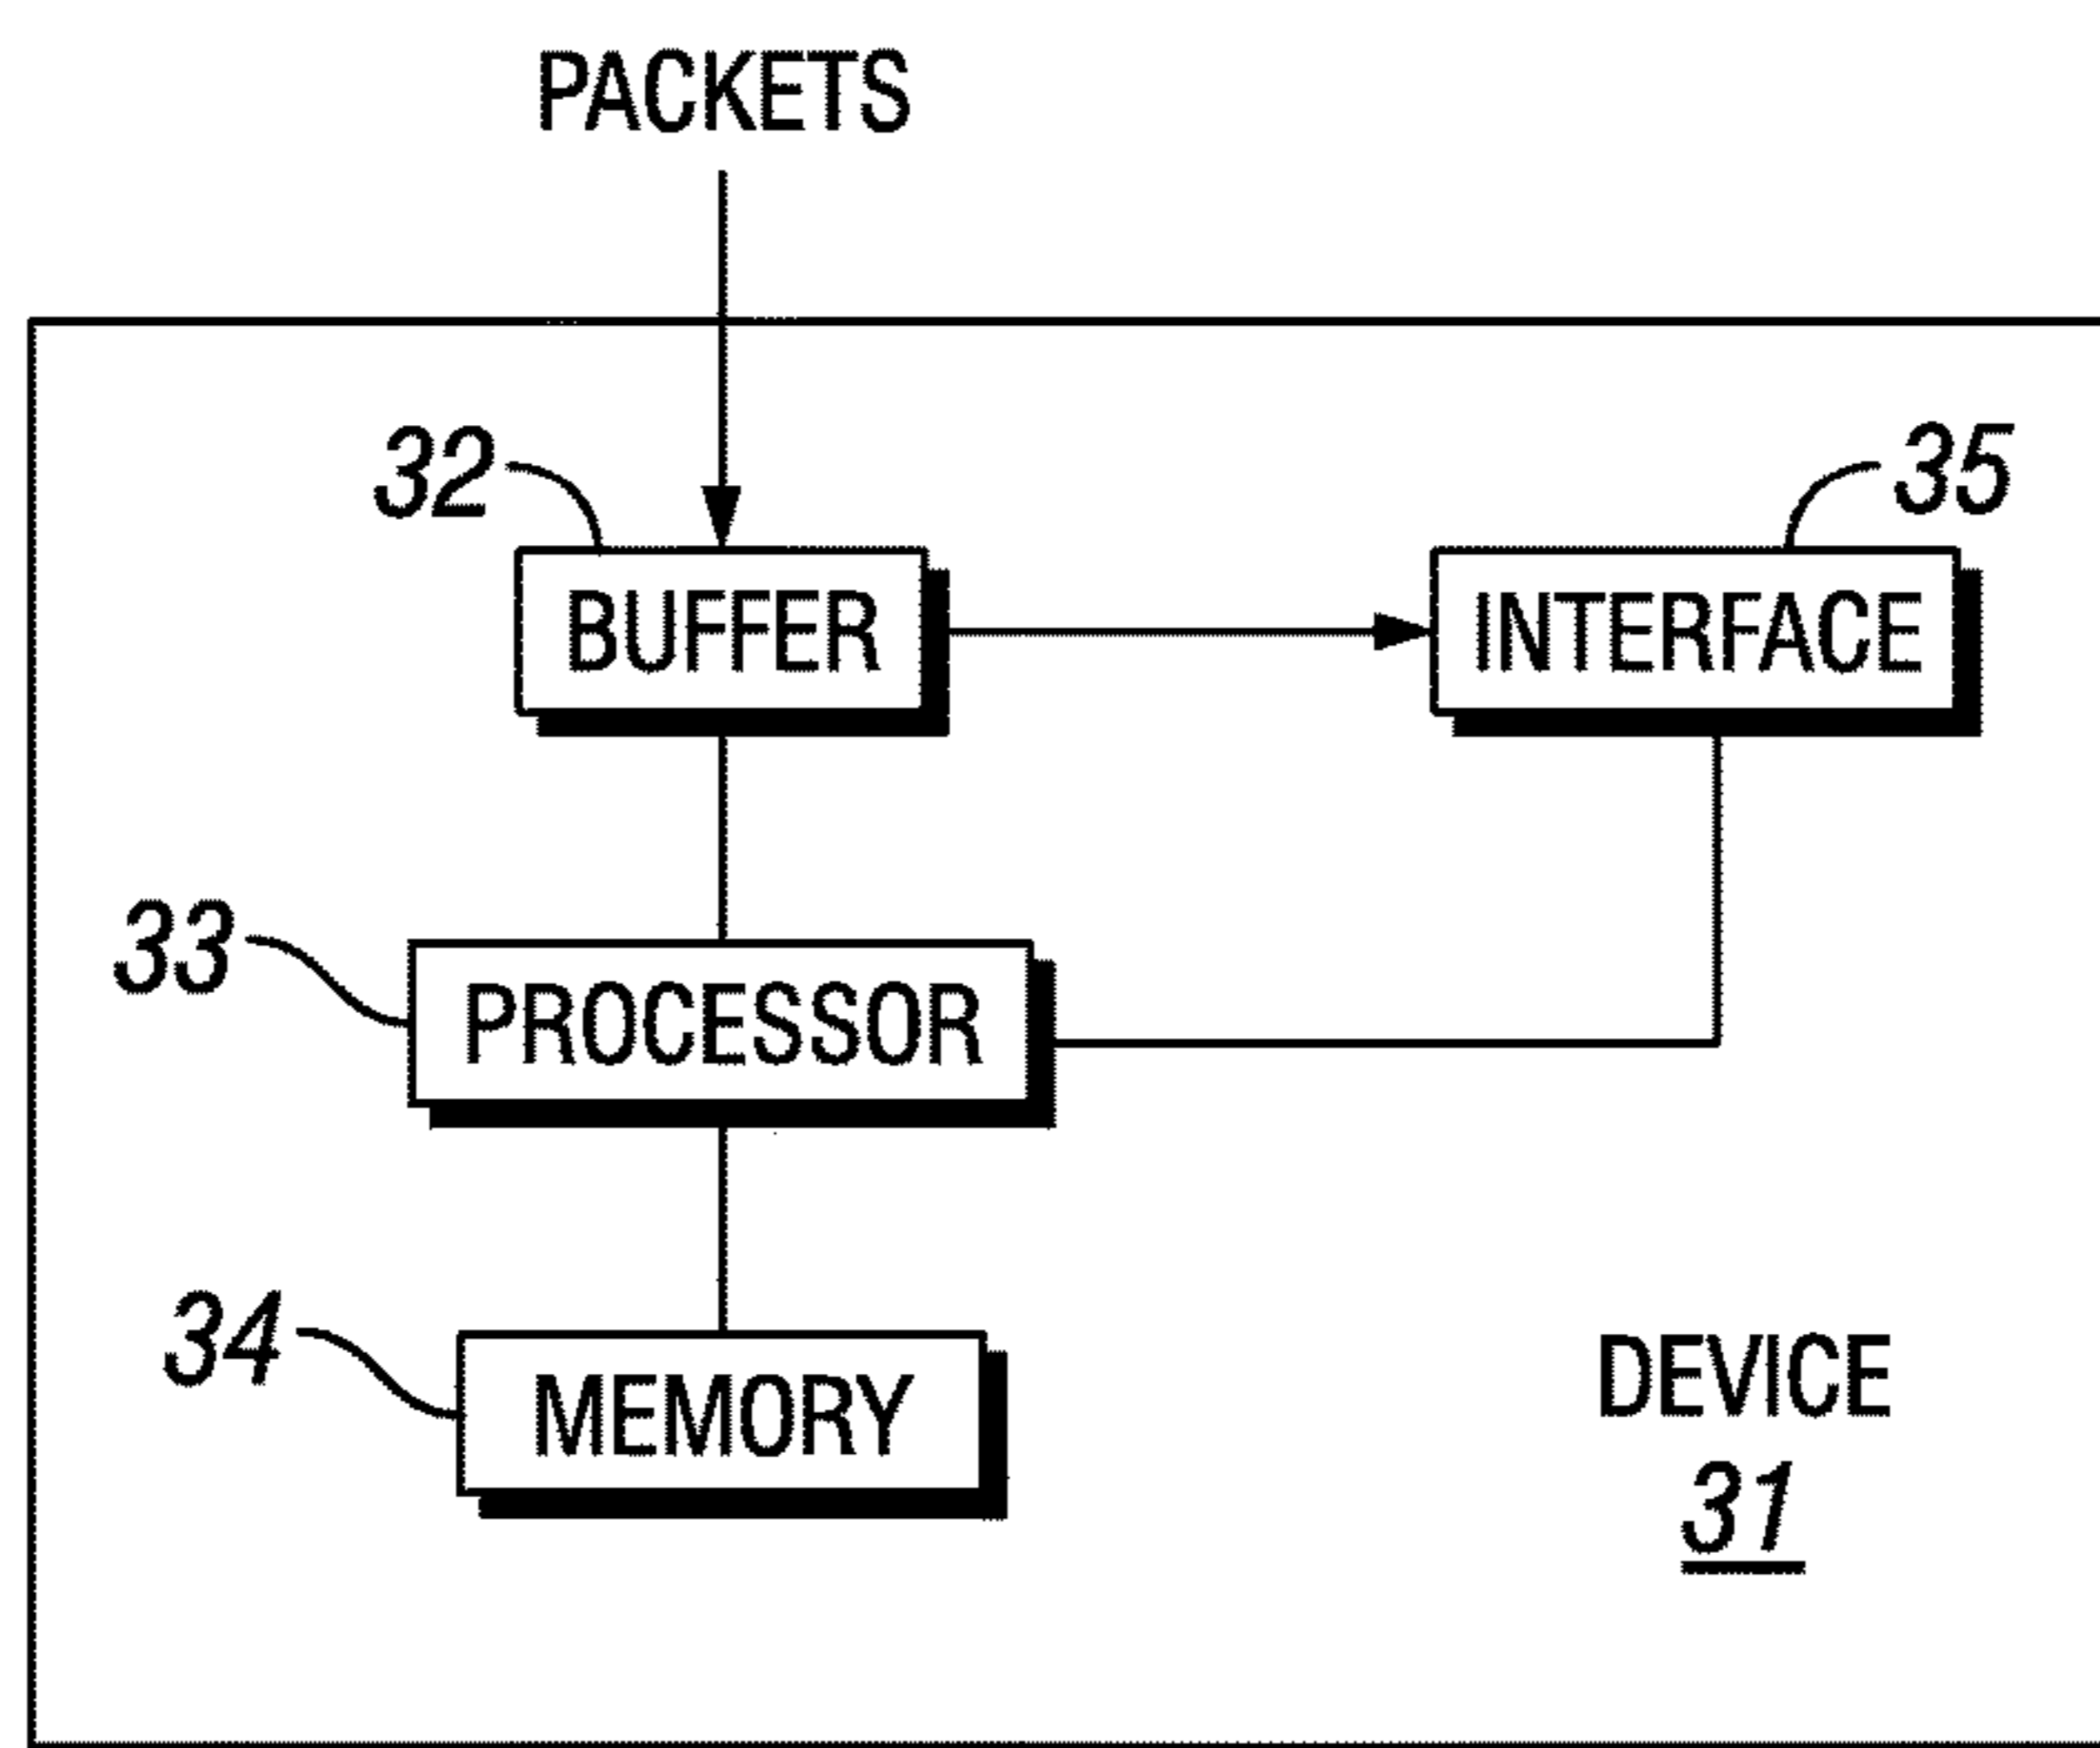 PACKETS
32
35
BUFFER
INTERFACE
33
PROCESSOR
34
MEMORY
DEVICE
31